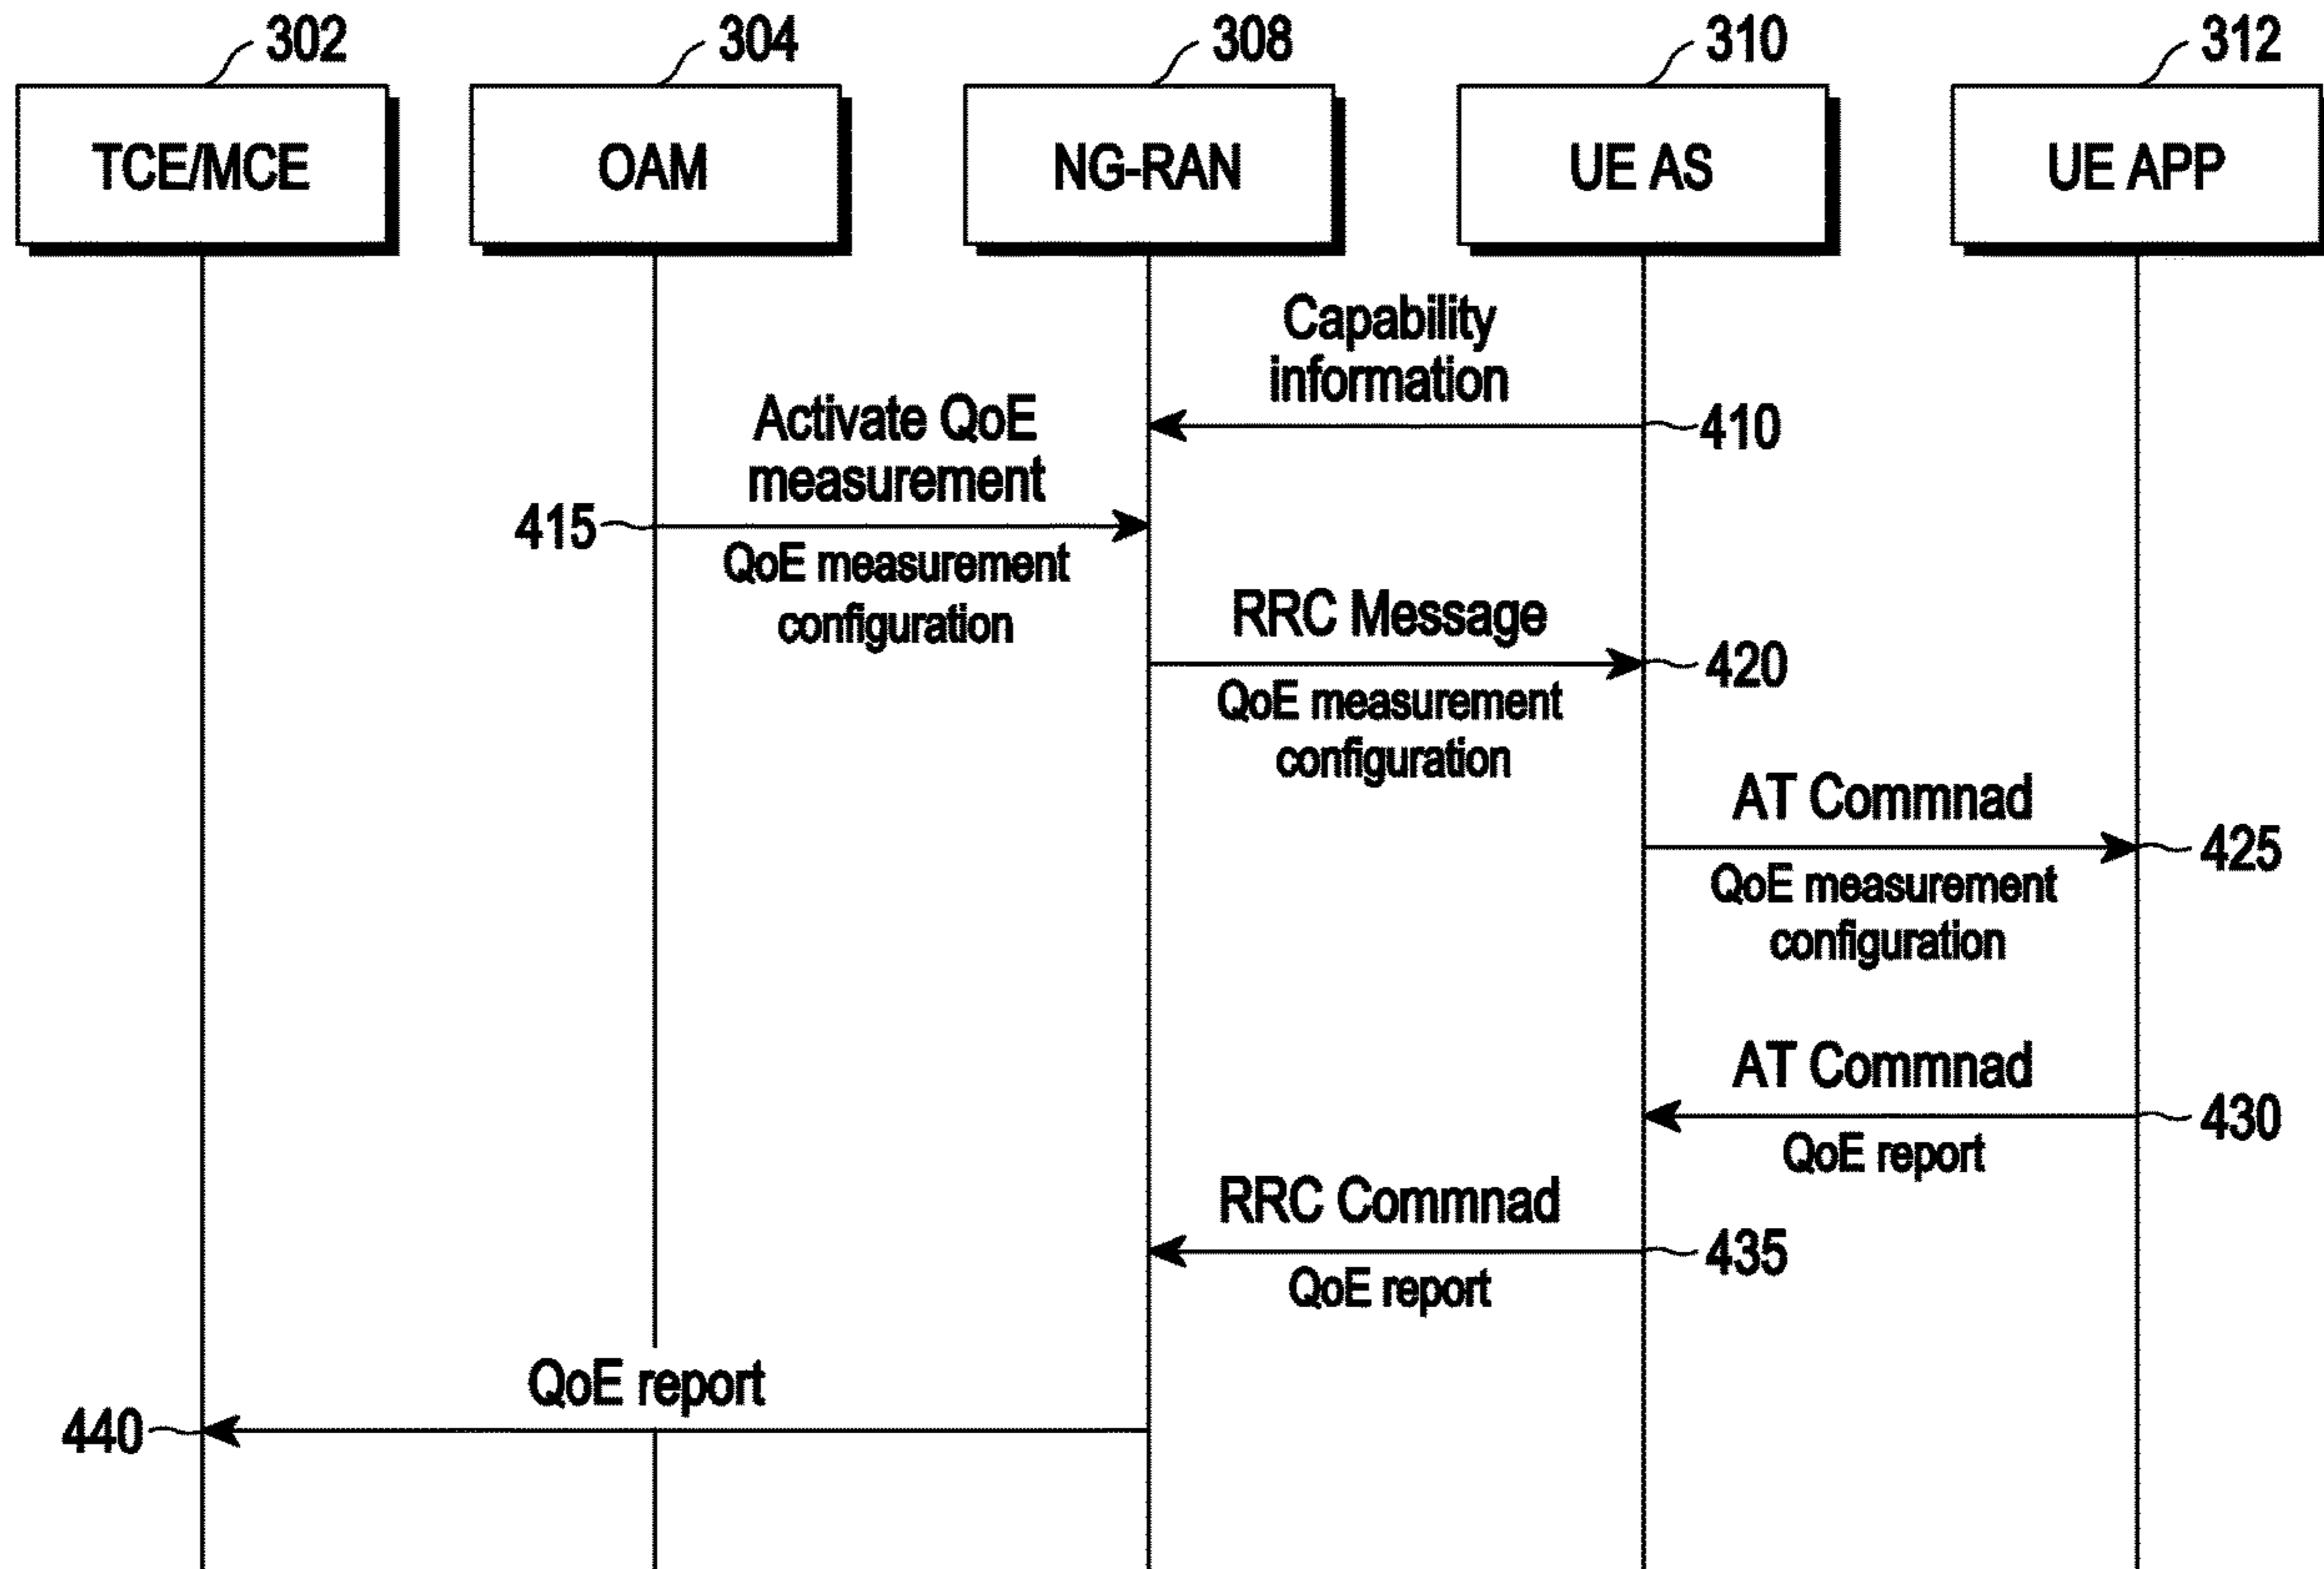 302
304
308
310
312
TCE/MCE
OAM
NG-RAN
UE AS
UE APP
Capability
information
410
Activate QoE
measurement
415
QoE measurement
configuration
RRC Message
420
QoE measurement
configuration
AT Commnad
425
QoE measurement
configuration
AT Commnad
430
QoE report
RRC Commnad
435
QoE report
QoE report
440